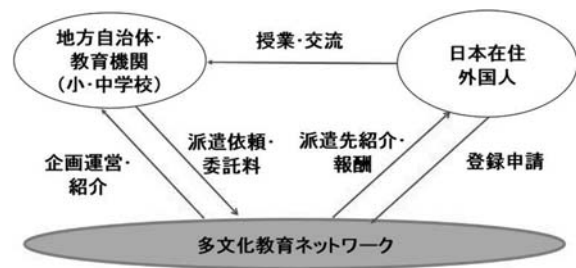 地方自治体・
教育機関
(小・中学校)
授業・交流
日本在住
外国人
企画運営・
紹介
派遣依頼・
委託料
派遣先紹介・
報酬
登録申請
多文化教育ネットワーク